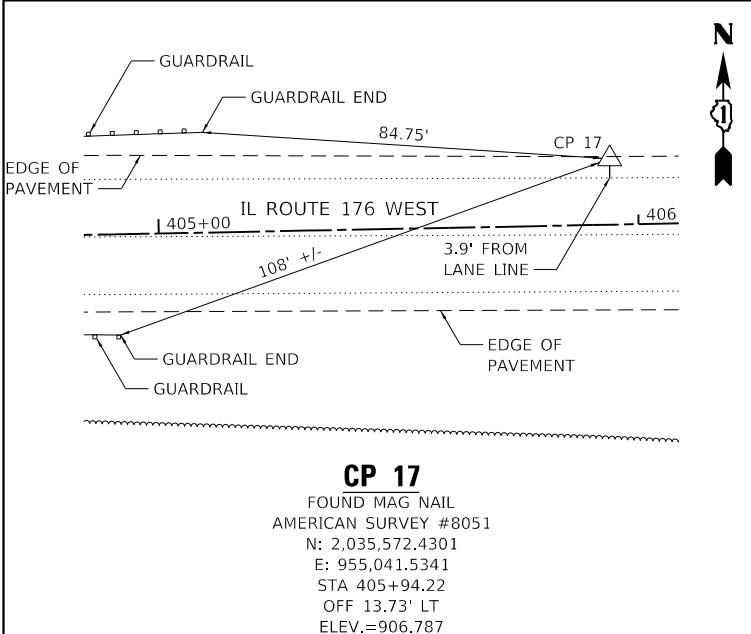 GUARDRAIL
N
GUARDRAIL END
84.75'
CP 17
1
EDGE OF
PAVEMENT
IL ROUTE 176 WEST
405+00
406
108' +/-
3.9' FROM
LANE LINE
EDGE OF
PAVEMENT
GUARDRAIL END
GUARDRAIL
CP 17
FOUND MAG NAIL
AMERICAN SURVEY #8051
N: 2,035,572.4301
E: 955,041.5341
STA 405+94.22
OFF 13.73' LT
ELEV.=906.787